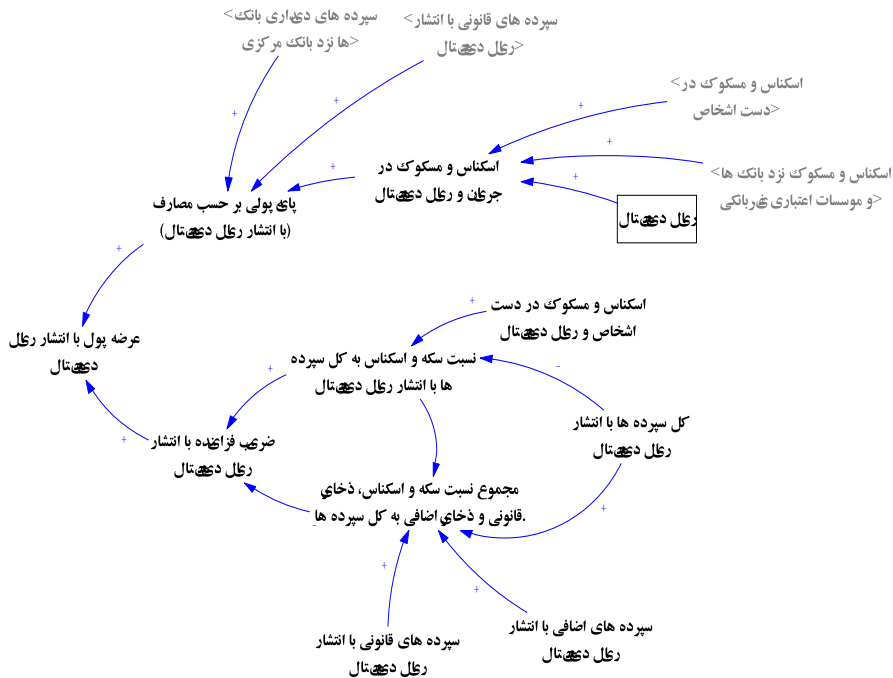 <سپرده های دیداری بانک
ها نزد بانک مرکزی>
<سپرده های قانونی با انتشار
ریال دیجیتال>
<اسکناس و مسکوک در
دست اشخاص>
<اسکناس و مسکوک نزد بانک ها
و موسسات اعتباری غیربانکی>
اسکناس و مسکوک در
جریان و ریال دیجیتال
ریال دیجیتال
پایه پولی بر حسب مصارف
(با انتشار ریال دیجیتال)
اسکناس و مسکوک در دست
اشخاص و ریال دیجیتال
عرضه پول با انتشار ریال
دیجیتال
نسبت سکه و اسکناس به کل سپرده
ها با انتشار ریال دیجیتال
کل سپرده ها با انتشار
ریال دیجیتال
ضریب فزاینده با انتشار
ریال دیجیتال
مجموع نسبت سکه و اسکناس، ذخایر
قانونی و ذخایر اضافی به کل سپرده ها.
سپرده های قانونی با انتشار
ریال دیجیتال
سپرده های اضافی با انتشار
ریال دیجیتال